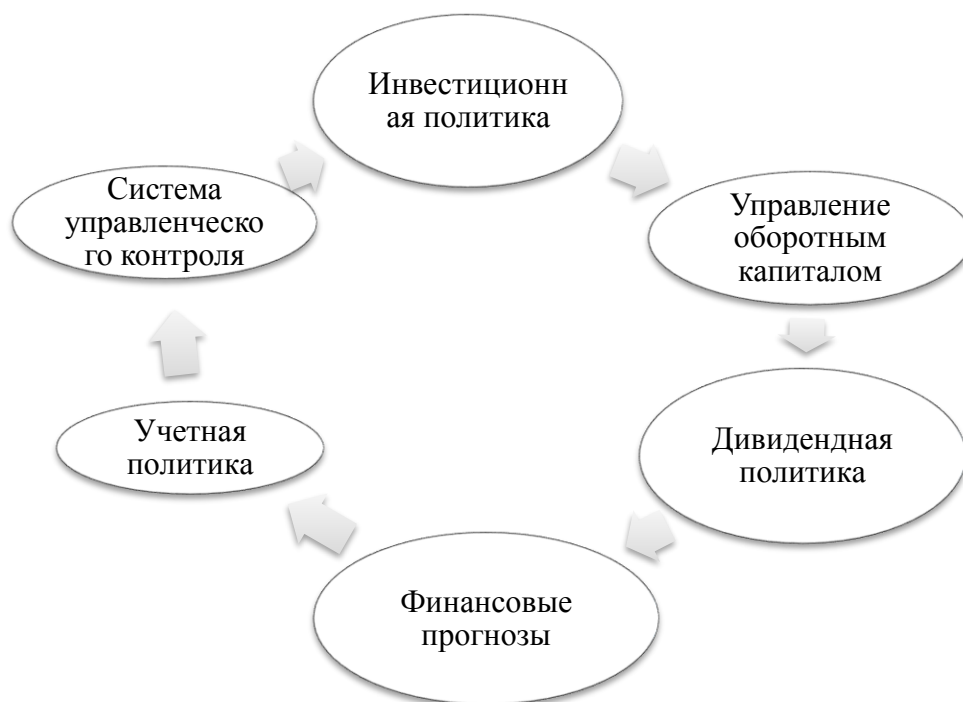 Инвестиционн
ая политика
Управление
оборотным
капиталом
Дивидендная
политика
Финансовые
прогнозы
Учетная
политика
Система
управленческо
го контроля